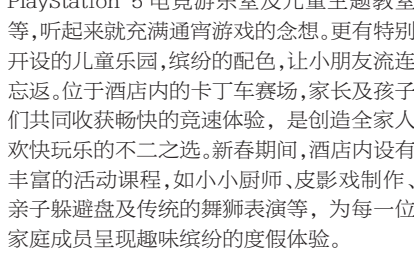 PlayStation 5 电竞游乐室及儿童主题教室
等,听起来就充满通宵游戏的念想。更有特别
开设的儿童乐园,缤纷的配色,让小朋友流连
忘返。位于酒店内的卡丁车赛场,家长及孩子
们共同收获畅快的竞速体验，是创造全家人
欢快玩乐的不二之选。新春期间,酒店内设有
丰富的活动课程,如小小厨师、皮影戏制作、
亲子躲避盘及传统的舞狮表演等，为每一位
家庭成员呈现趣味缤纷的度假体验。